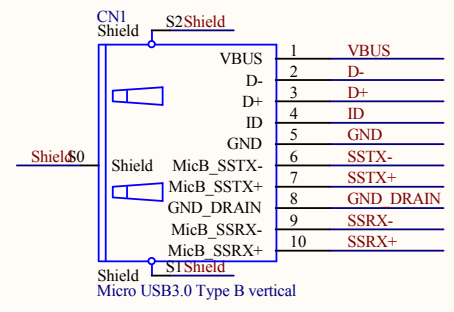 CN1
Shield S2 Shield
VBUS 1 VBUS
D- 2 D-
D+ 3 D+
ID 4 ID
GND 5 GND
Shield S0 Shield MicB_SSTX- 6 SSTX-
MicB_SSTX+ 7 SSTX+
GND_DRAIN 8 GND_DRAIN
MicB_SSRX- 9 SSRX-
MicB_SSRX+ 10 SSRX+
Shield S1 Shield
Micro USB3.0 Type B vertical